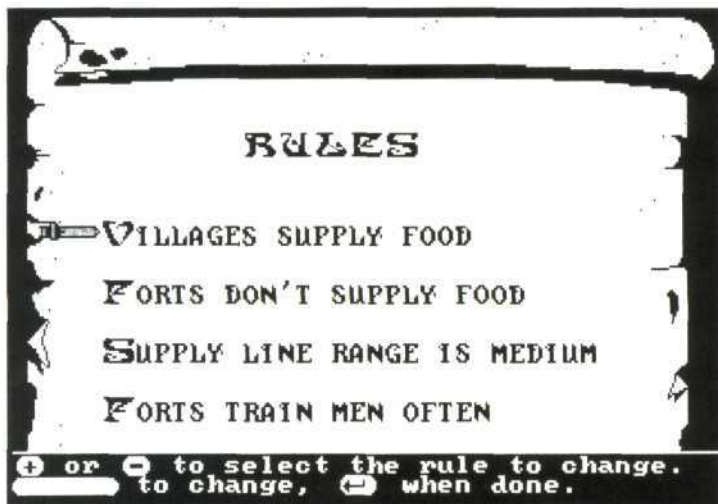 RULES
VILLAGES SUPPLY FOOD
FORTS DON'T SUPPLY FOOD
SUPPLY LINE RANGE IS MEDIUM
FORTS TRAIN MEN OFTEN
+ or - to select the rule to change.
to change, ↵ when done.